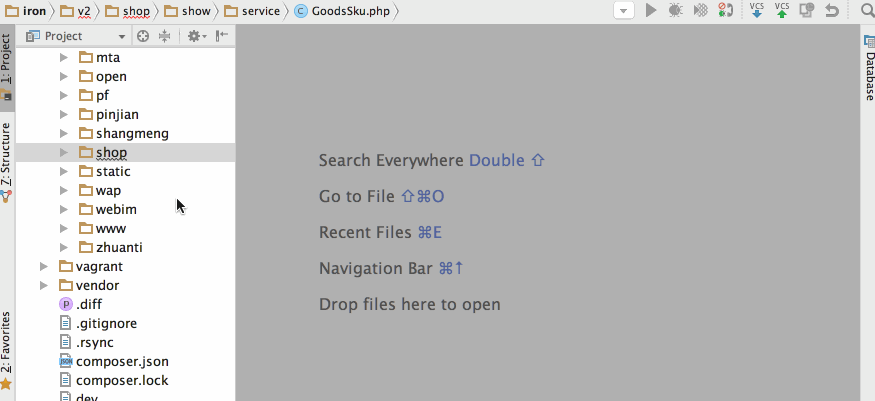 iron v2 shop show service GoodsSku.php
VCS VCS
Project
1: Project
7: Structure
2: Favorites
mta
open
pf
pinjian
shangmeng
shop
static
wap
webim
www
zhuanti
vagrant
vendor
.diff
.gitignore
.rsync
composer.json
composer.lock
dev
Search Everywhere Double ⇧
Go to File ⇧⌘O
Recent Files ⌘E
Navigation Bar ⌘↑
Drop files here to open
Database